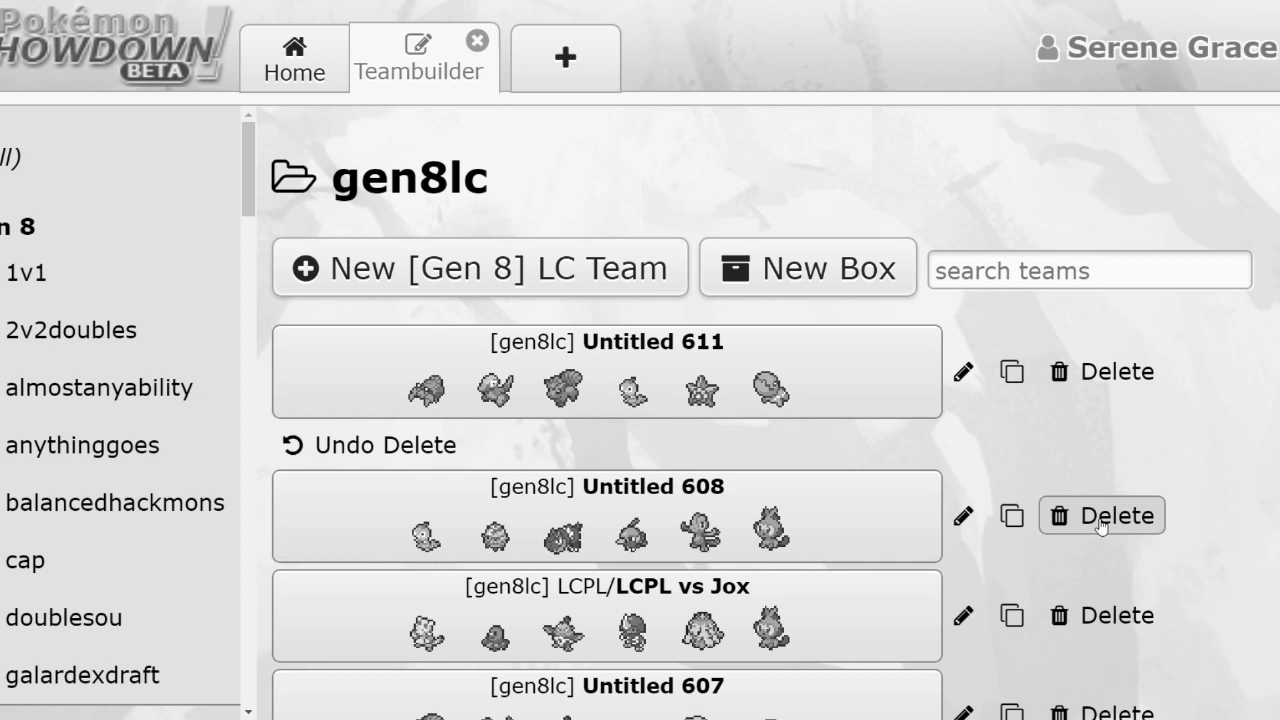 Pokémon
HOWDOWN!
BETA
Home
Teambuilder
Serene Grace
ll)
n 8
1v1
2v2doubles
almostanyability
anythinggoes
balancedhackmons
cap
doublesou
galardexdraft
gen8lc
New [Gen 8] LC Team
New Box
search teams
[gen8lc] Untitled 611
Delete
Undo Delete
[gen8lc] Untitled 608
Delete
[gen8lc] LCPL/LCPL vs Jox
Delete
[gen8lc] Untitled 607
Delete